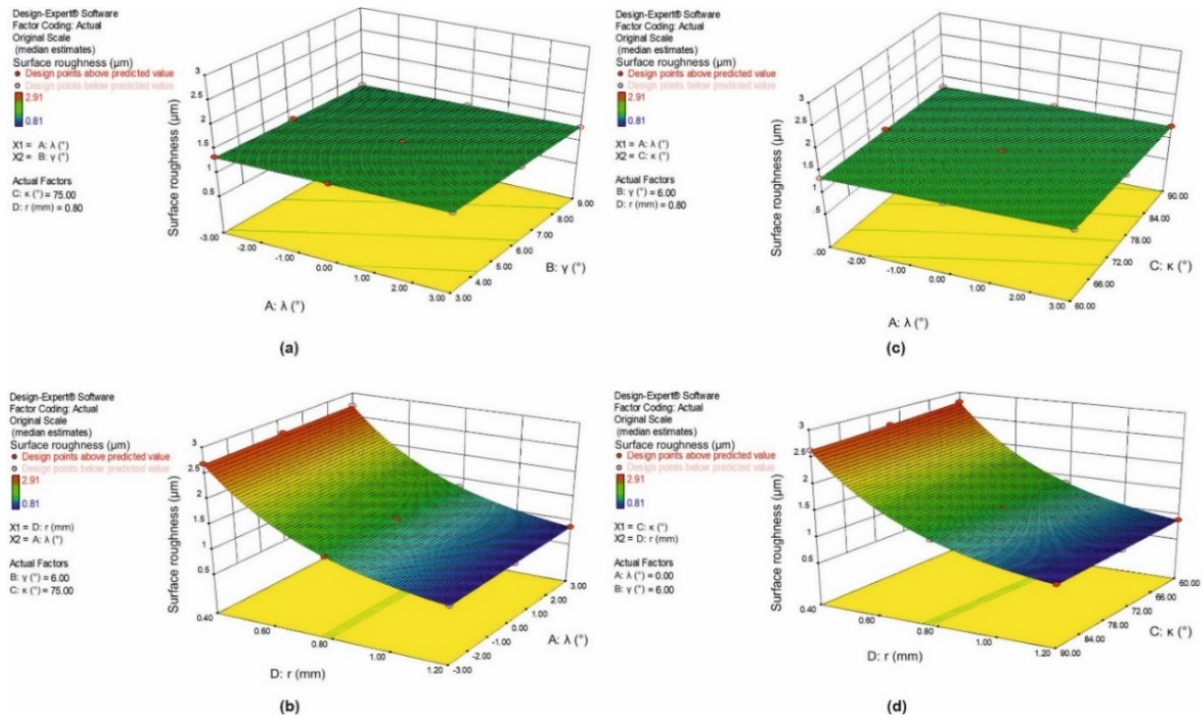 Design-Expert® Software
Factor Coding: Actual
Original Scale
(median estimates)
Surface roughness (µm)
Design points above predicted value
Design points below predicted value
2.91
0.81
X1 = A: λ (°)
X2 = B: γ (°)
Actual Factors
C: κ (°) = 75.00
D: r (mm) = 0.80
Surface roughness (µm)
3
2.5
2
1.5
1
0.5
-3.00
-2.00
-1.00
0.00
1.00
2.00
3.00
A: λ (°)
3.00
4.00
5.00
6.00
7.00
8.00
9.00
B: γ (°)
(a)
Design-Expert® Software
Factor Coding: Actual
Original Scale
(median estimates)
Surface roughness (µm)
Design points above predicted value
Design points below predicted value
2.91
0.81
X1 = A: λ (°)
X2 = C: κ (°)
Actual Factors
B: γ (°) = 6.00
D: r (mm) = 0.80
Surface roughness (µm)
3
2.5
2
1.5
1
.5
.00
-2.00
-1.00
0.00
1.00
2.00
3.00
A: λ (°)
60.00
66.00
72.00
78.00
84.00
90.00
C: κ (°)
(c)
Design-Expert® Software
Factor Coding: Actual
Original Scale
(median estimates)
Surface roughness (µm)
Design points above predicted value
Design points below predicted value
2.91
0.81
X1 = D: r (mm)
X2 = A: λ (°)
Actual Factors
B: γ (°) = 6.00
C: κ (°) = 75.00
Surface roughness (µm)
3
2.5
2
1.5
1
0.5
0.40
0.60
0.80
1.00
1.20
D: r (mm)
-3.00
-2.00
-1.00
0.00
1.00
2.00
3.00
A: λ (°)
(b)
Design-Expert® Software
Factor Coding: Actual
Original Scale
(median estimates)
Surface roughness (µm)
Design points above predicted value
Design points below predicted value
2.91
0.81
X1 = C: κ (°)
X2 = D: r (mm)
Actual Factors
A: λ (°) = 0.00
B: γ (°) = 6.00
Surface roughness (µm)
3
2.5
2
1.5
1
0.5
0.40
0.60
0.80
1.00
1.20
D: r (mm)
90.00
84.00
78.00
72.00
66.00
60.00
C: κ (°)
(d)